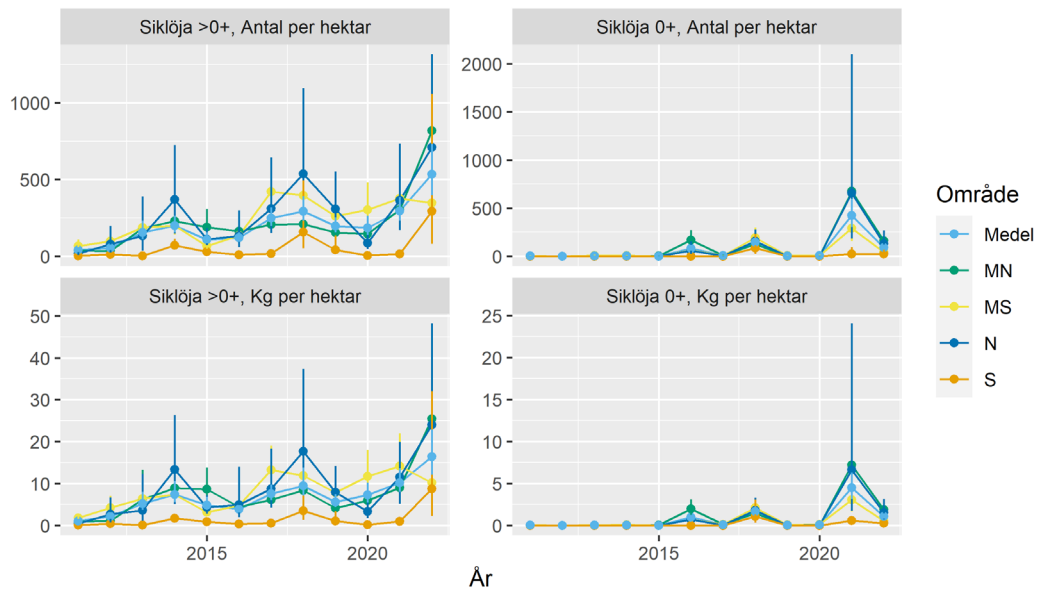 Siklöja >0+, Antal per hektar
Siklöja 0+, Antal per hektar
1000
500
0
2000
1500
1000
500
0
Siklöja >0+, Kg per hektar
Siklöja 0+, Kg per hektar
50
40
30
20
10
0
25
20
15
10
5
0
2015
2020
2015
2020
År
Område
Medel
MN
MS
N
S